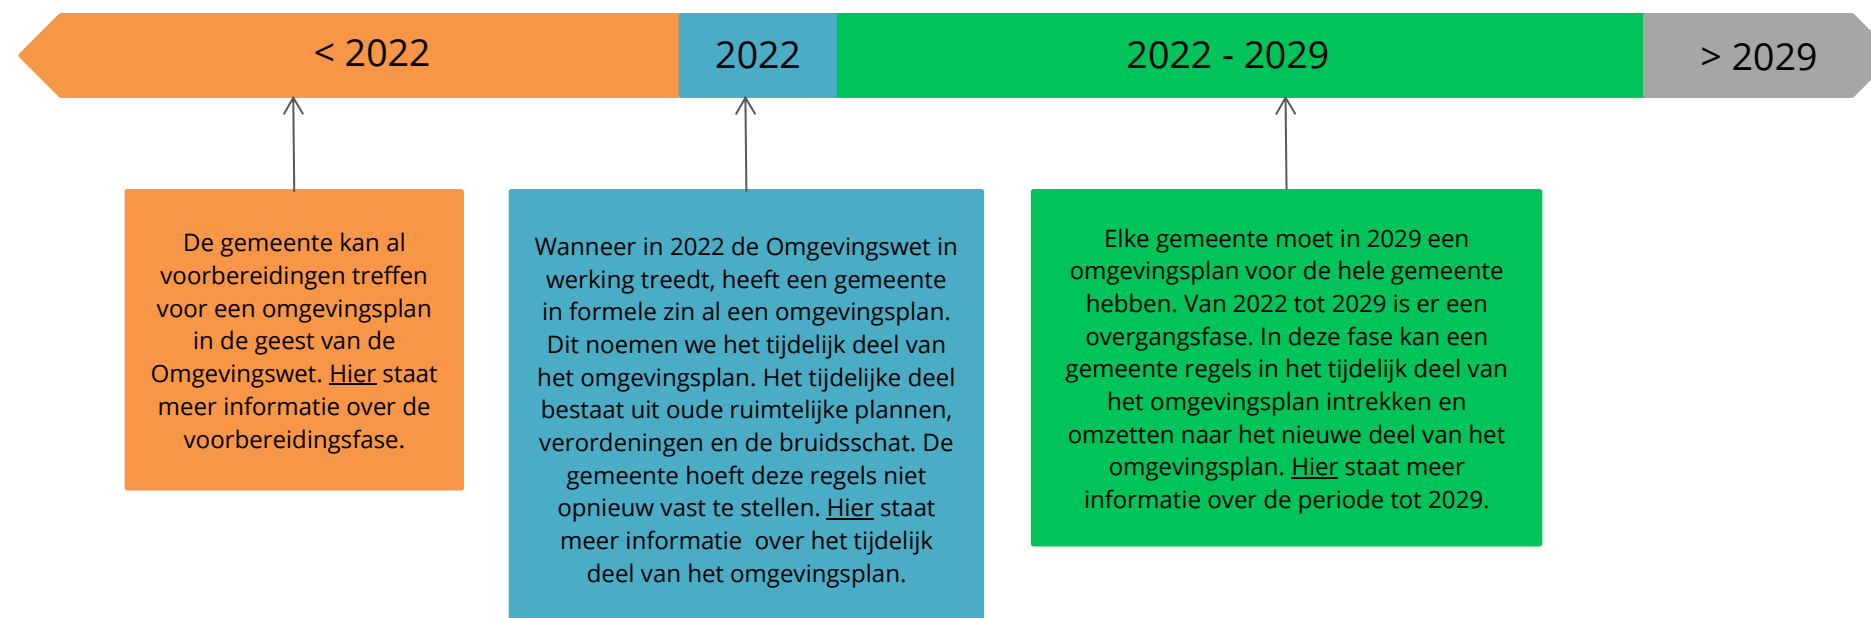 < 2022
2022
2022 - 2029
> 2029
De gemeente kan al
voorbereidingen treffen
voor een omgevingsplan
in de geest van de
Omgevingswet. Hier staat
meer informatie over de
voorbereidingsfase.
Wanneer in 2022 de Omgevingswet in
werking treedt, heeft een gemeente
in formele zin al een omgevingsplan.
Dit noemen we het tijdelijk deel van
het omgevingsplan. Het tijdelijke deel
bestaat uit oude ruimtelijke plannen,
verordeningen en de bruidsschat. De
gemeente hoeft deze regels niet
opnieuw vast te stellen. Hier staat
meer informatie  over het tijdelijk
deel van het omgevingsplan.
Elke gemeente moet in 2029 een
omgevingsplan voor de hele gemeente
hebben. Van 2022 tot 2029 is er een
overgangsfase. In deze fase kan een
gemeente regels in het tijdelijk deel van
het omgevingsplan intrekken en
omzetten naar het nieuwe deel van het
omgevingsplan. Hier staat meer
informatie over de periode tot 2029.